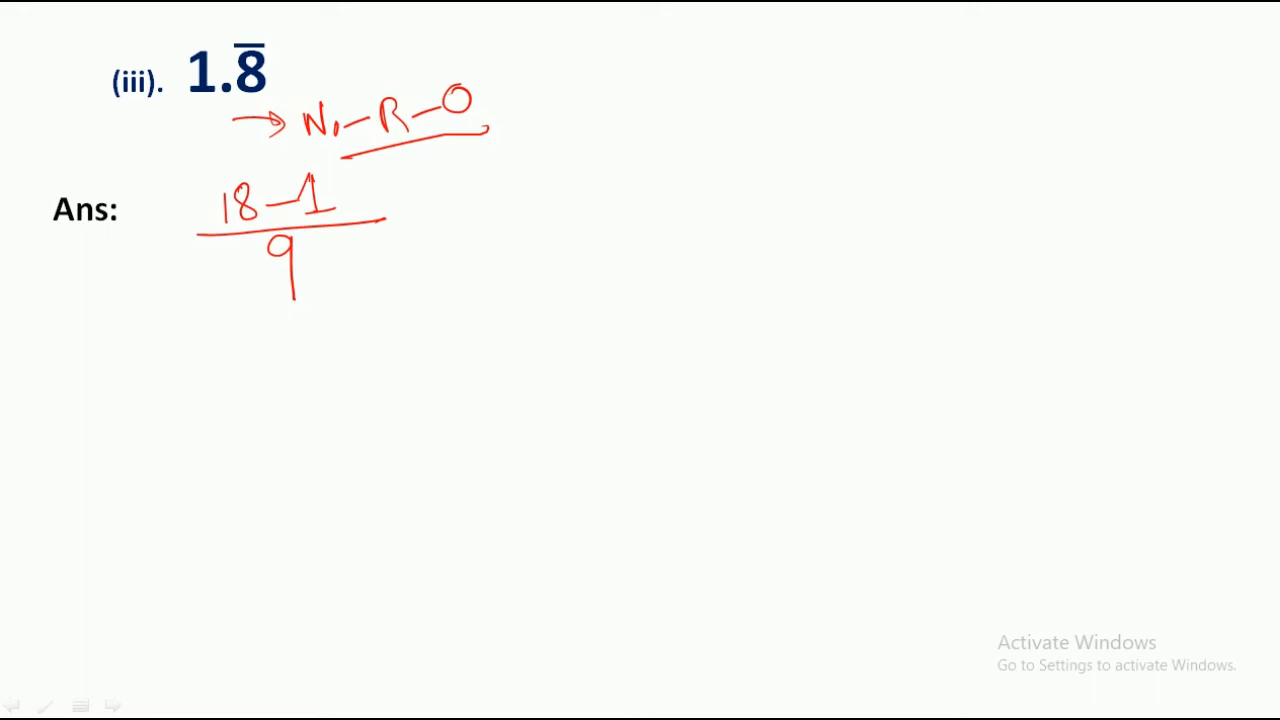 (iii). 1.8̅
→ N.–R–O
Ans: 18–1
9
Activate Windows
Go to Settings to activate Windows.